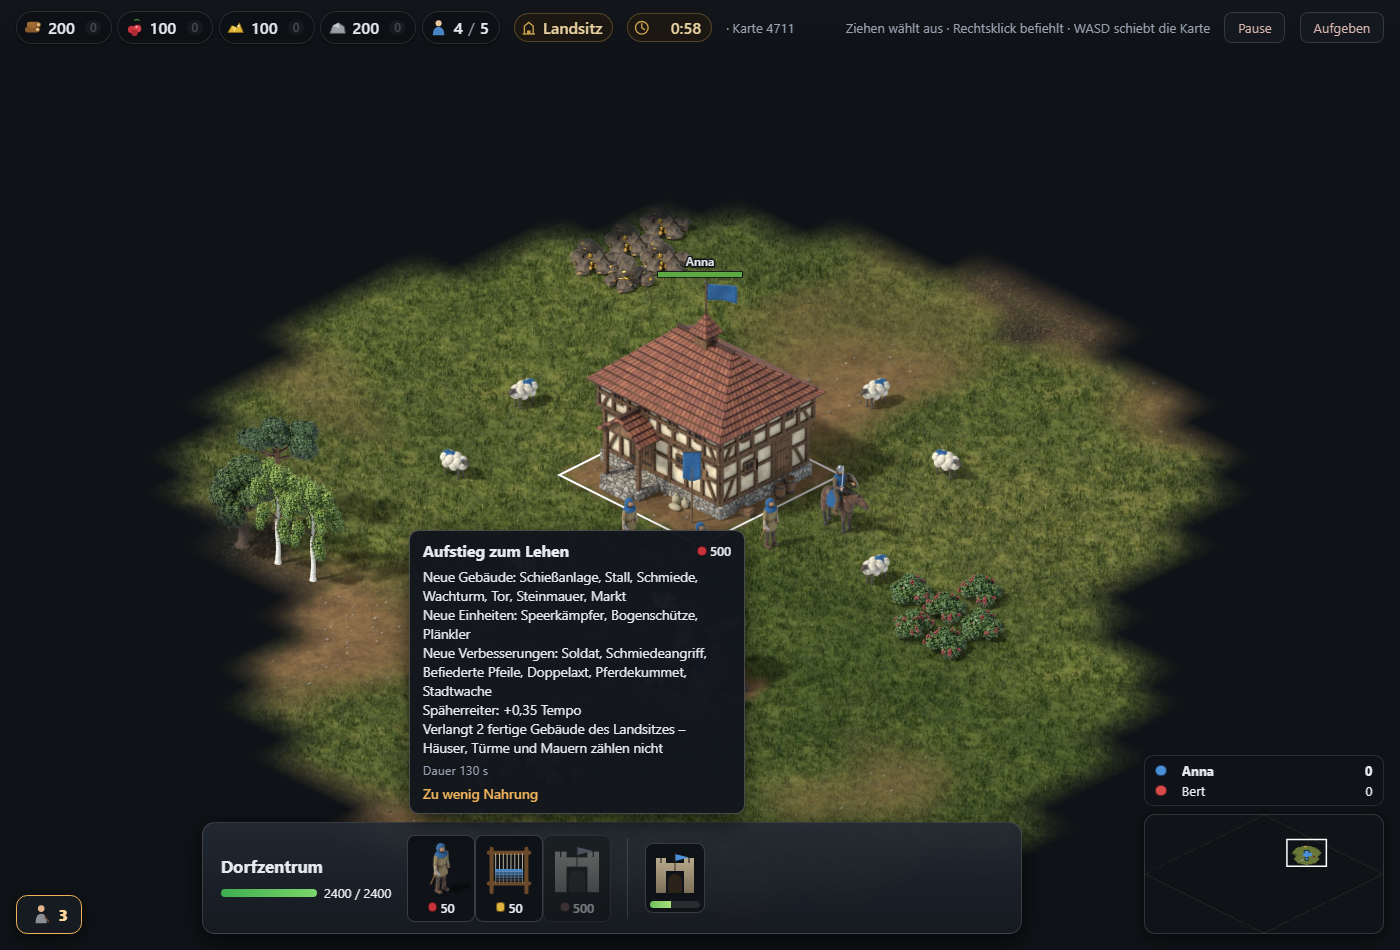 200 0 100 0 100 0 200 0 4 / 5 Landsitz 0:58 · Karte 4711 Ziehen wählt aus · Rechtsklick befiehlt · WASD schiebt die Karte Pause Aufgeben
Anna
Aufstieg zum Lehen 500
Neue Gebäude: Schießanlage, Stall, Schmiede,
Wachturm, Tor, Steinmauer, Markt
Neue Einheiten: Speerkämpfer, Bogenschütze,
Plänkler
Neue Verbesserungen: Soldat, Schmiedeangriff,
Befiederte Pfeile, Doppelaxt, Pferdekummet,
Stadtwache
Späherreiter: +0,35 Tempo
Verlangt 2 fertige Gebäude des Landsitzes –
Häuser, Türme und Mauern zählen nicht
Dauer 130 s
Zu wenig Nahrung
Anna 0
Bert 0
Dorfzentrum
2400 / 2400
50 50 500
3